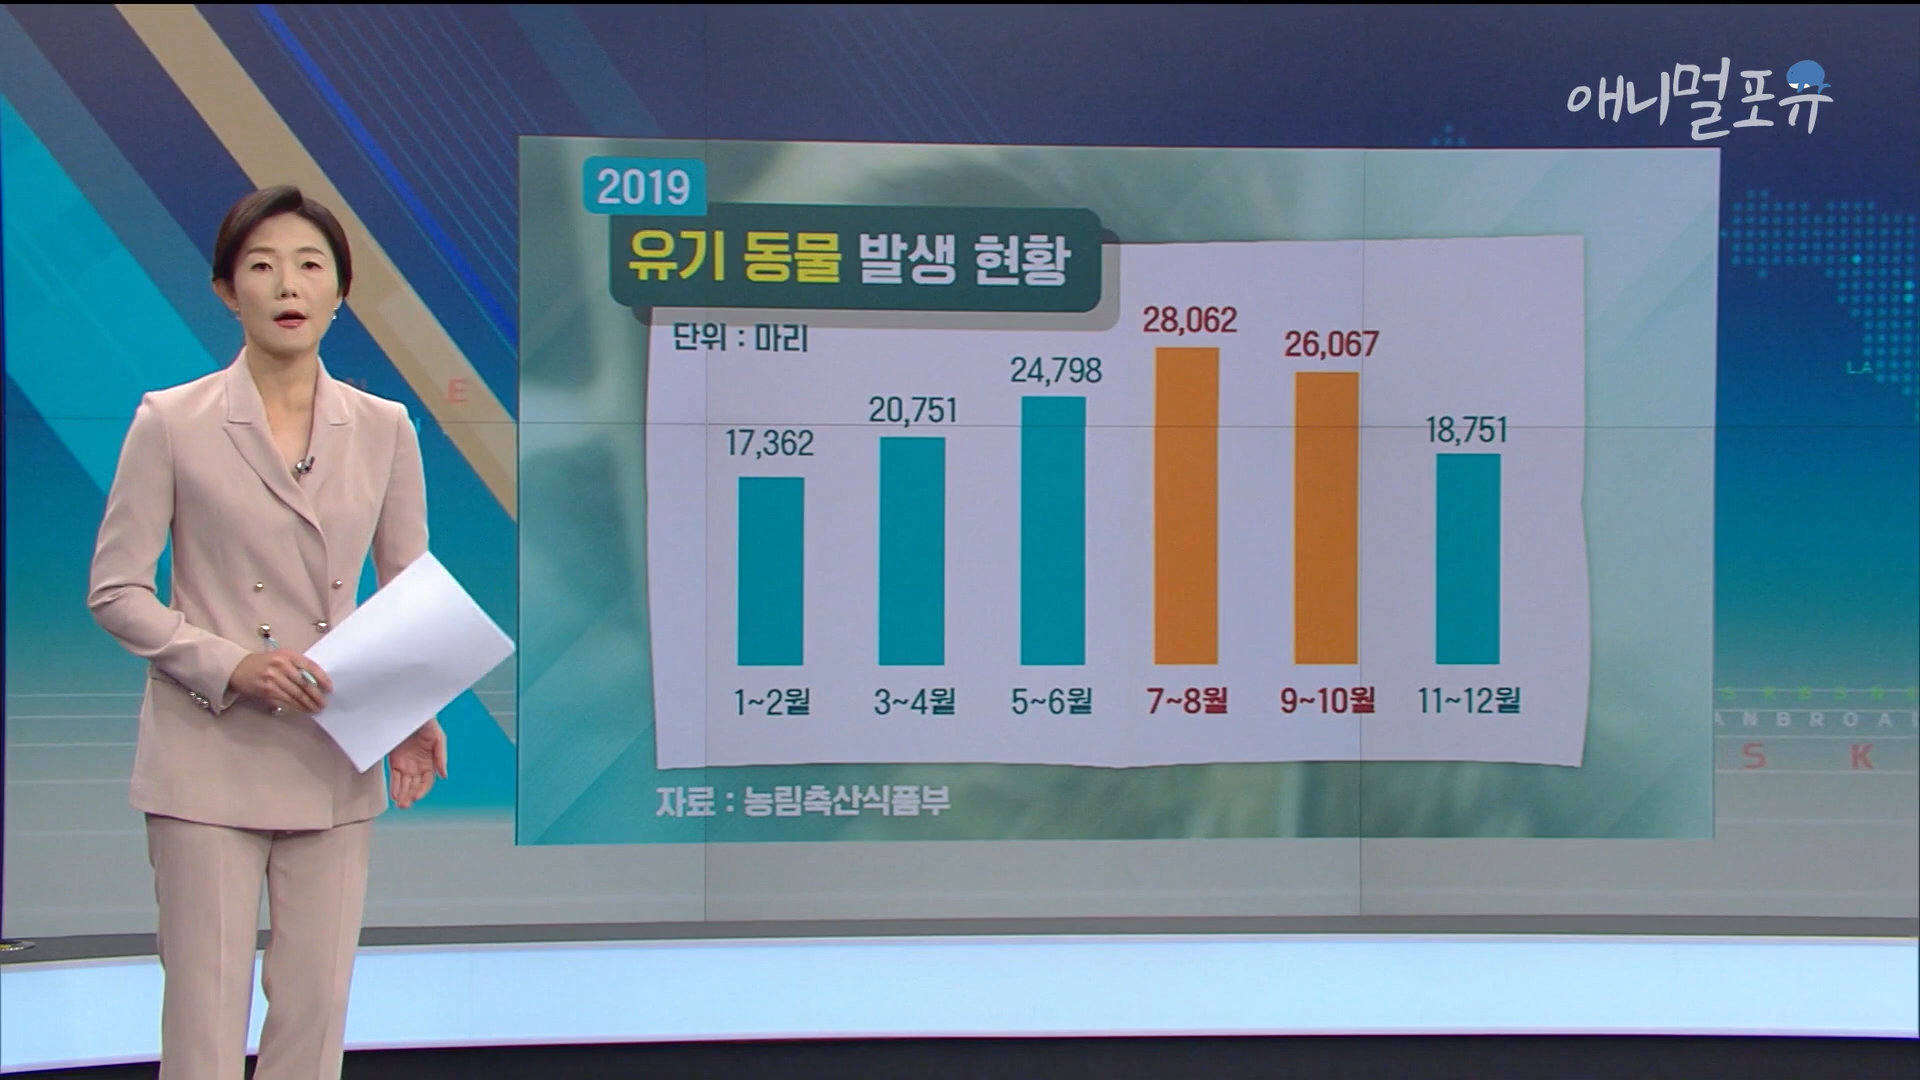 애니멀포유
2019
유기 동물 발생 현황
단위 : 마리
17,362
20,751
24,798
28,062
26,067
18,751
1~2월
3~4월
5~6월
7~8월
9~10월
11~12월
자료 : 농림축산식품부
E
N
LA
S K